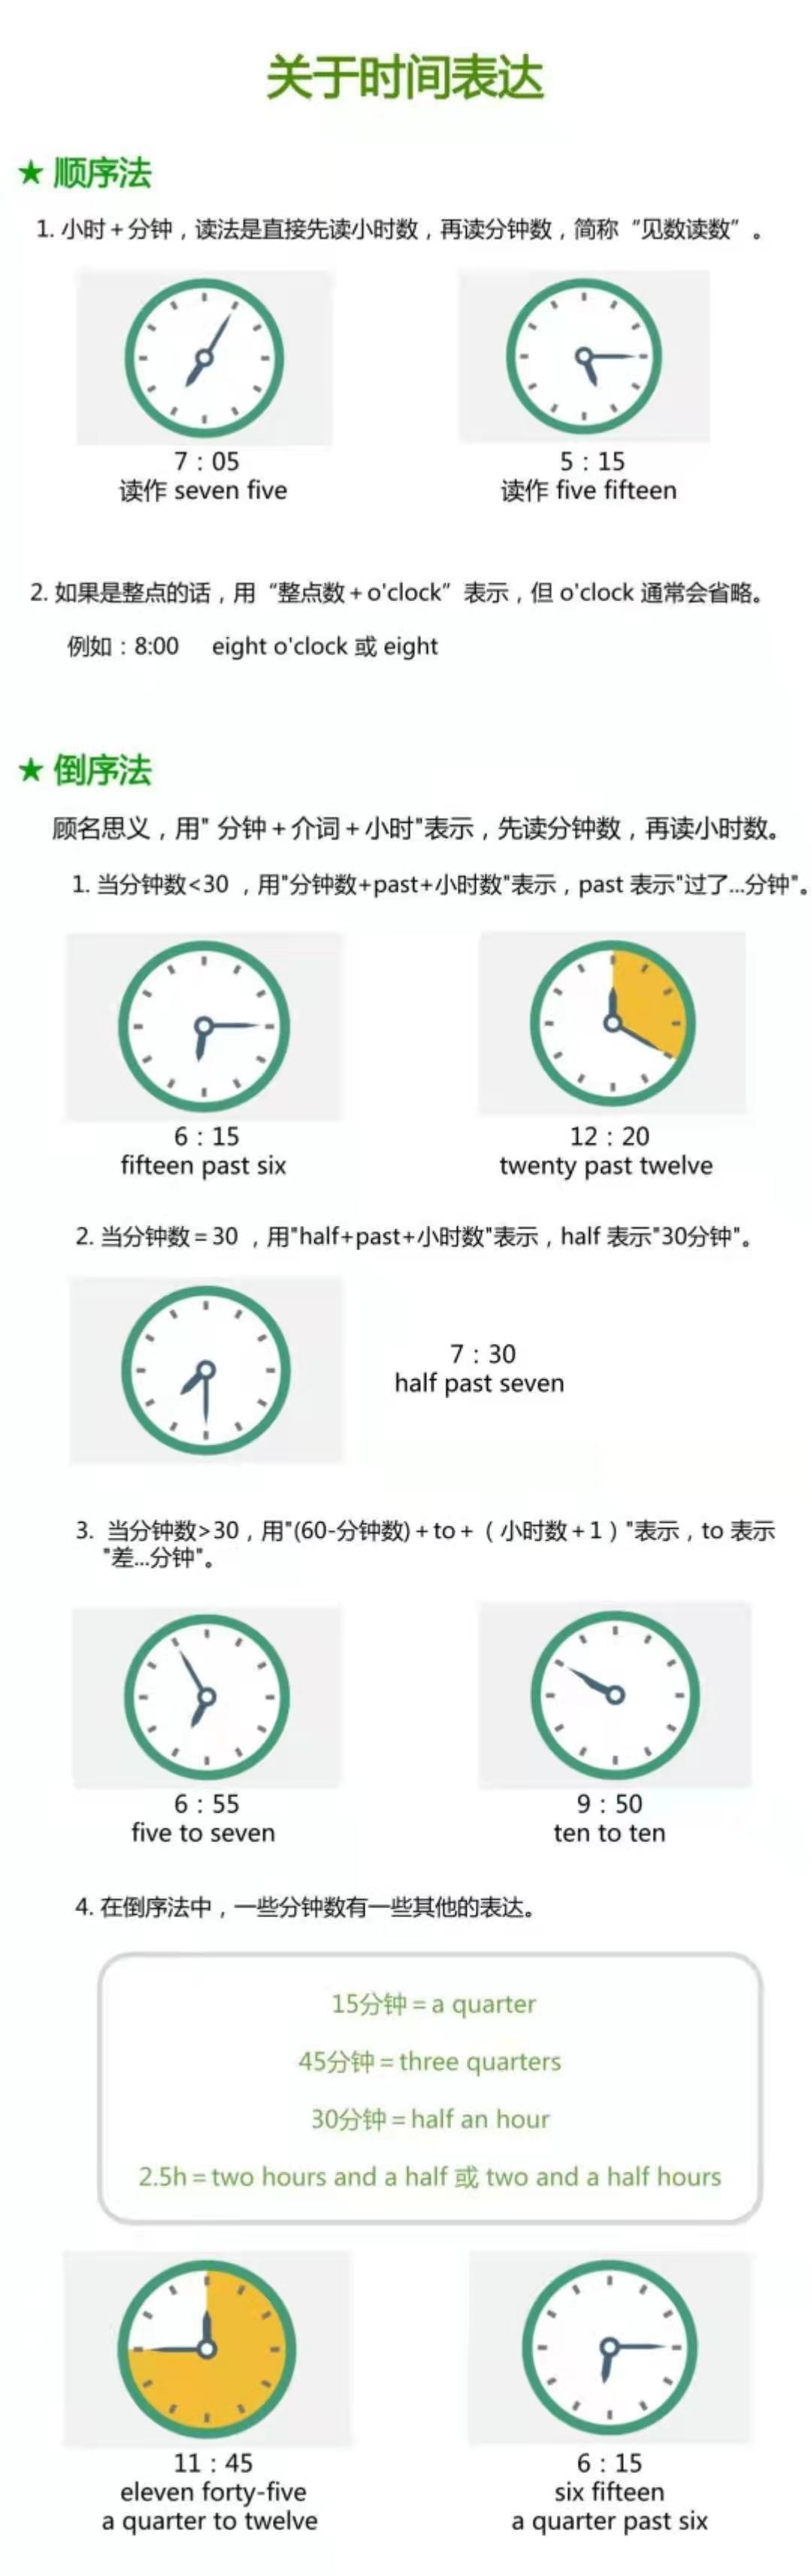 关于时间表达
★ 顺序法
1. 小时+分钟，读法是直接先读小时数，再读分钟数，简称“见数读数”。
7：05
读作 seven five
5：15
读作 five fifteen
2. 如果是整点的话，用“整点数+o'clock”表示，但 o'clock 通常会省略。
例如：8:00 eight o'clock 或 eight
★ 倒序法
顾名思义，用" 分钟+介词+小时"表示，先读分钟数，再读小时数。
1. 当分钟数<30 ，用"分钟数+past+小时数"表示，past 表示"过了...分钟"。
6：15
fifteen past six
12：20
twenty past twelve
2. 当分钟数=30 ，用"half+past+小时数"表示，half 表示"30分钟"。
7：30
half past seven
3. 当分钟数>30，用"(60-分钟数)+to+（小时数+1）"表示，to 表示
"差...分钟"。
6：55
five to seven
9：50
ten to ten
4. 在倒序法中，一些分钟数有一些其他的表达。
15分钟=a quarter
45分钟=three quarters
30分钟=half an hour
2.5h=two hours and a half 或 two and a half hours
11：45
eleven forty-five
a quarter to twelve
6：15
six fifteen
a quarter past six